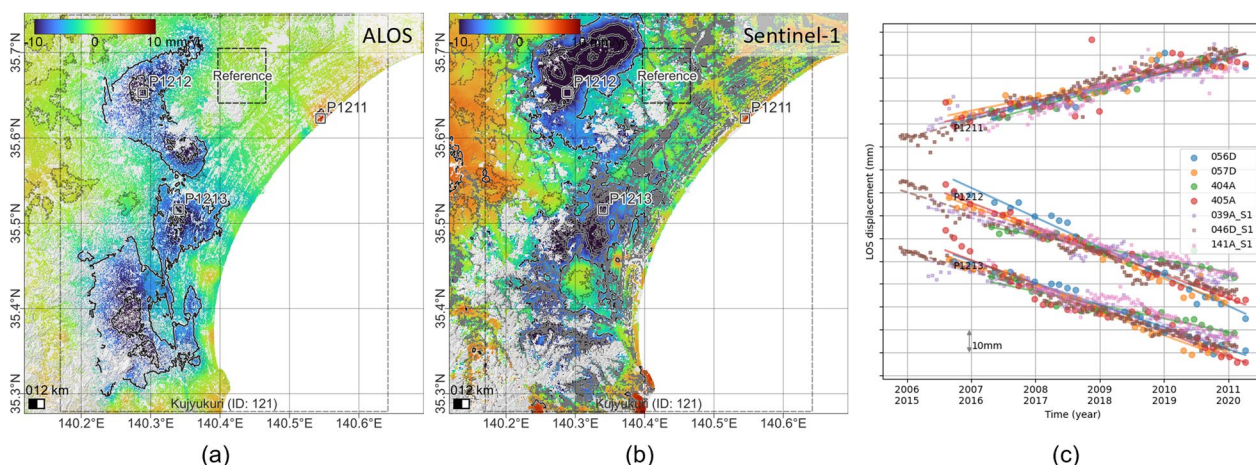 -10 0 10 mm/y
ALOS
35.7°N
35.6°N
35.5°N
35.4°N
35.3°N
P1212
Reference
P1211
P1213
012 km
Kujyukuri (ID: 121)
140.2°E 140.3°E 140.4°E 140.5°E 140.6°E
(a)
-10 0
Sentinel-1
35.7°N
35.6°N
35.5°N
35.4°N
35.3°N
P1212
Reference
P1211
P1213
012 km
Kujyukuri (ID: 121)
140.2°E 140.3°E 140.4°E 140.5°E 140.6°E
(b)
LOS displacement (mm)
P1211
P1212
P1213
056D
057D
404A
405A
039A_S1
046D_S1
141A_S1
10mm
2006 2007 2008 2009 2010 2011
2015 2016 2017 2018 2019 2020
Time (year)
(c)